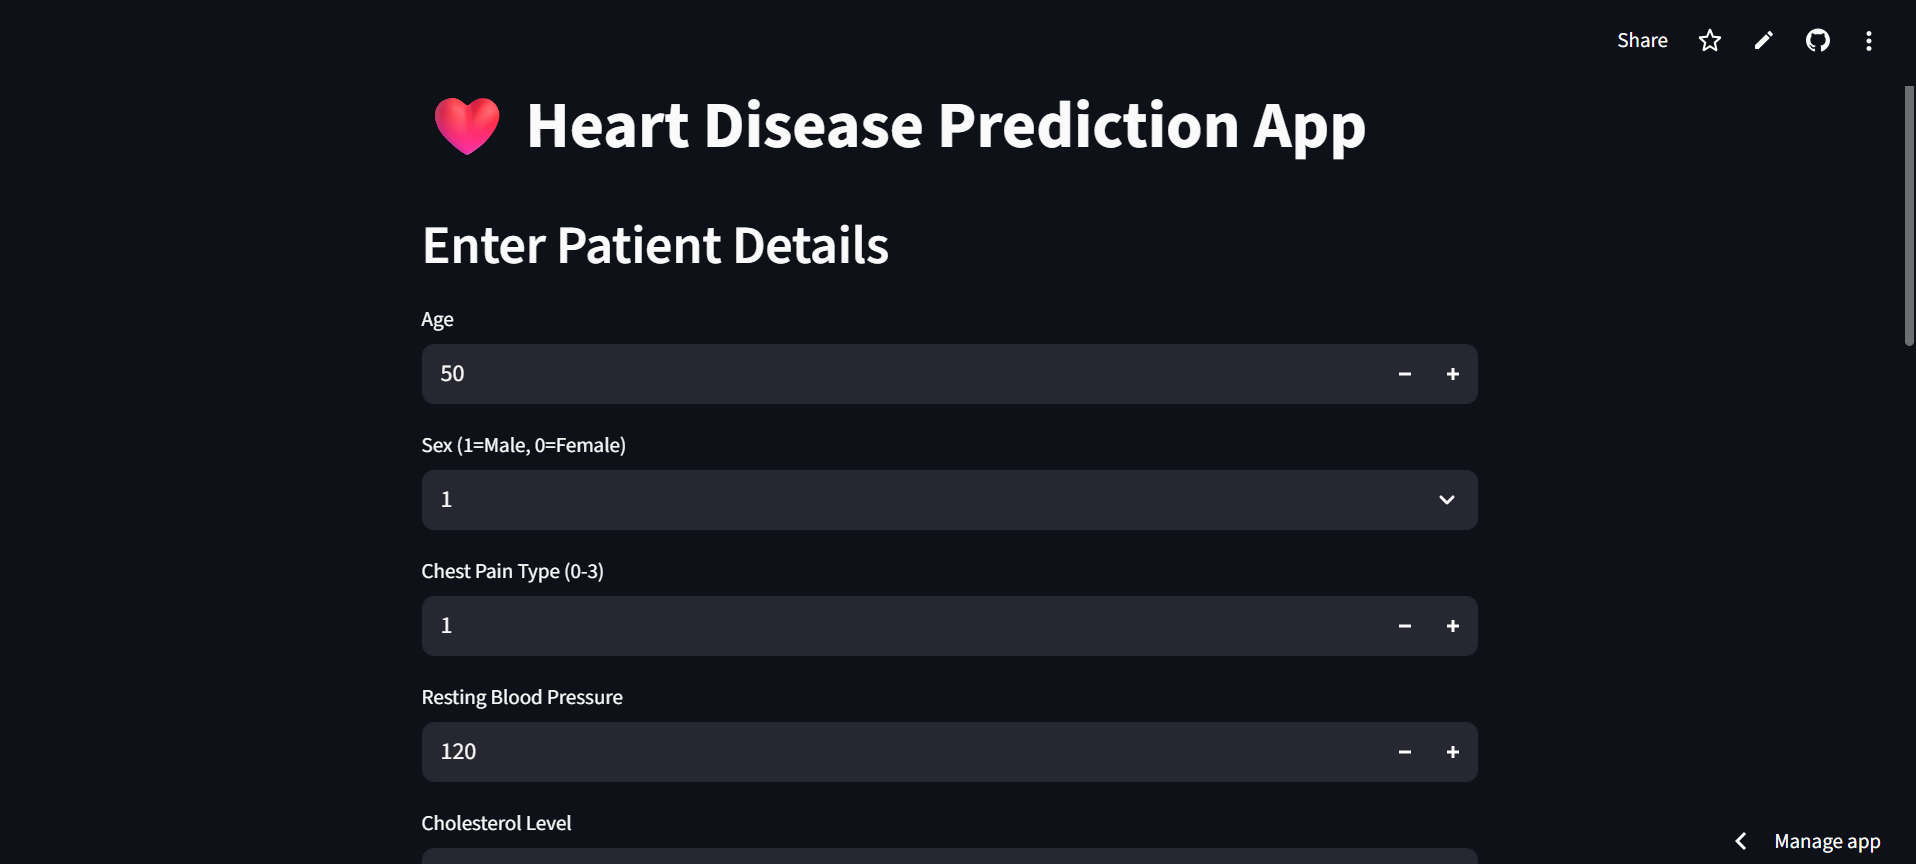 Share
Heart Disease Prediction App
Enter Patient Details
Age
50
Sex (1=Male, 0=Female)
1
Chest Pain Type (0-3)
1
Resting Blood Pressure
120
Cholesterol Level
Manage app